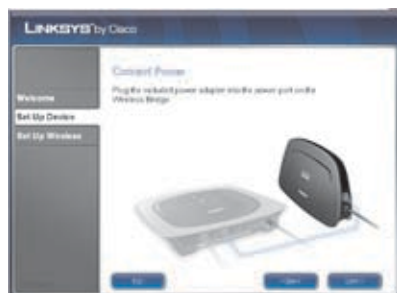 LINKSYS by Cisco
Connect Power
Plug the included power adapter into the power port on the
Wireless Bridge.
Welcome
Set Up Device
Set Up Wireless